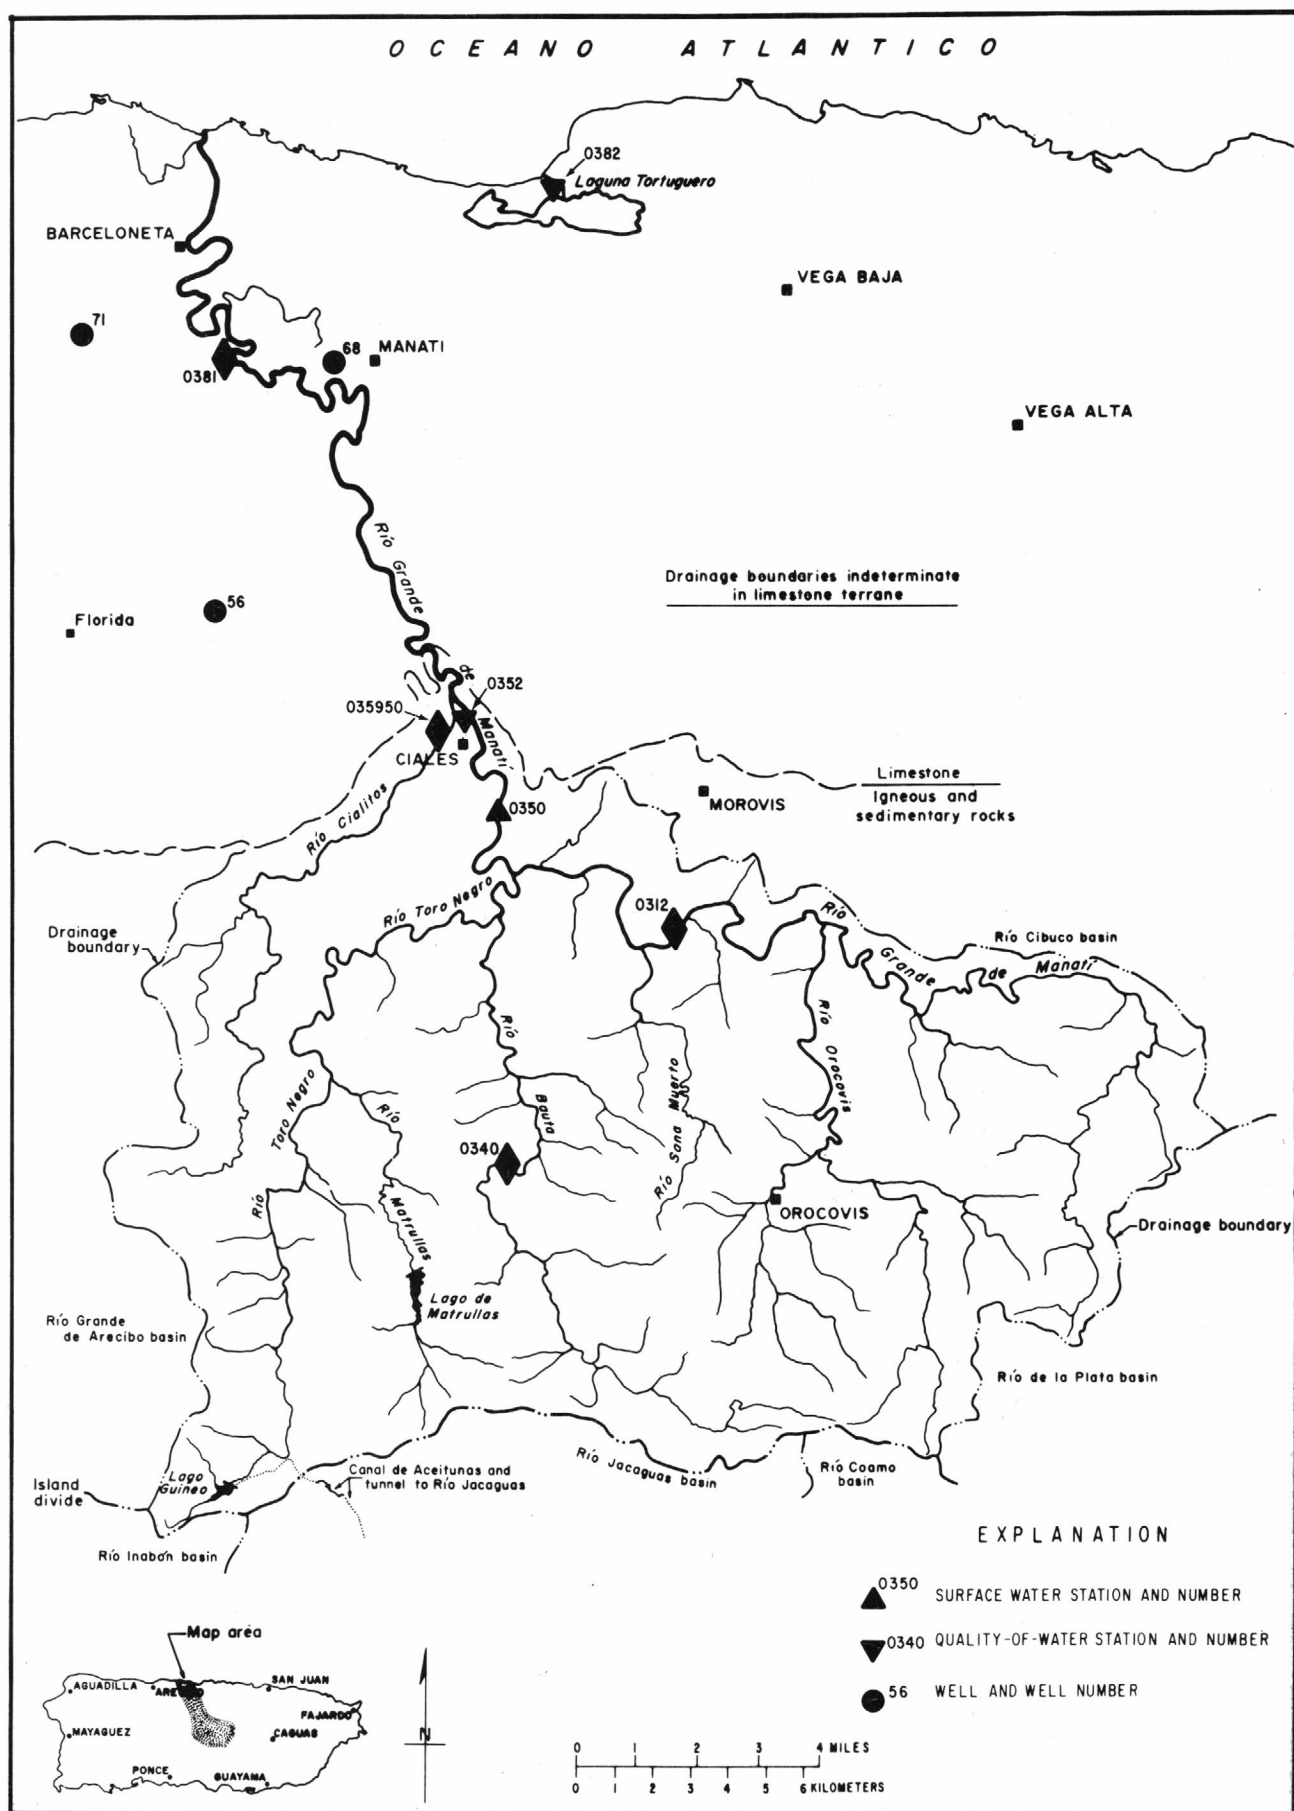 OCEANO ATLANTICO
0382
Laguna Tortuguero
BARCELONETA
VEGA BAJA
71
68
MANATI
0381
VEGA ALTA
Río Grande de Manatí
Drainage boundaries indeterminate
in limestone terrane
56
Florida
0352
035950
CIALES
Limestone
Igneous and
sedimentary rocks
MOROVIS
0350
Río Cialitos
Río Toro Negro
0312
Río Grande de Manatí
Río Cibuco basin
Drainage
boundary
Río Orocovis
Río Bauta
Río Toro Negro
Río Matrullas
Río Sana Muerto
0340
OROCOVIS
Drainage boundary
Lago de
Matrullas
Río Grande
de Arecibo basin
Río de la Plata basin
Lago
Guineo
Canal de Aceitunas and
tunnel to Río Jacaguas
Río Jacaguas basin
Río Coamo
basin
Island
divide
Río Inabón basin
EXPLANATION
0350 SURFACE WATER STATION AND NUMBER
0340 QUALITY-OF-WATER STATION AND NUMBER
56 WELL AND WELL NUMBER
Map area
AGUADILLA
SAN JUAN
FAJARDO
MAYAGUEZ
CAGUAS
PONCE
GUAYAMA
N
0 1 2 3 4 MILES
0 1 2 3 4 5 6 KILOMETERS